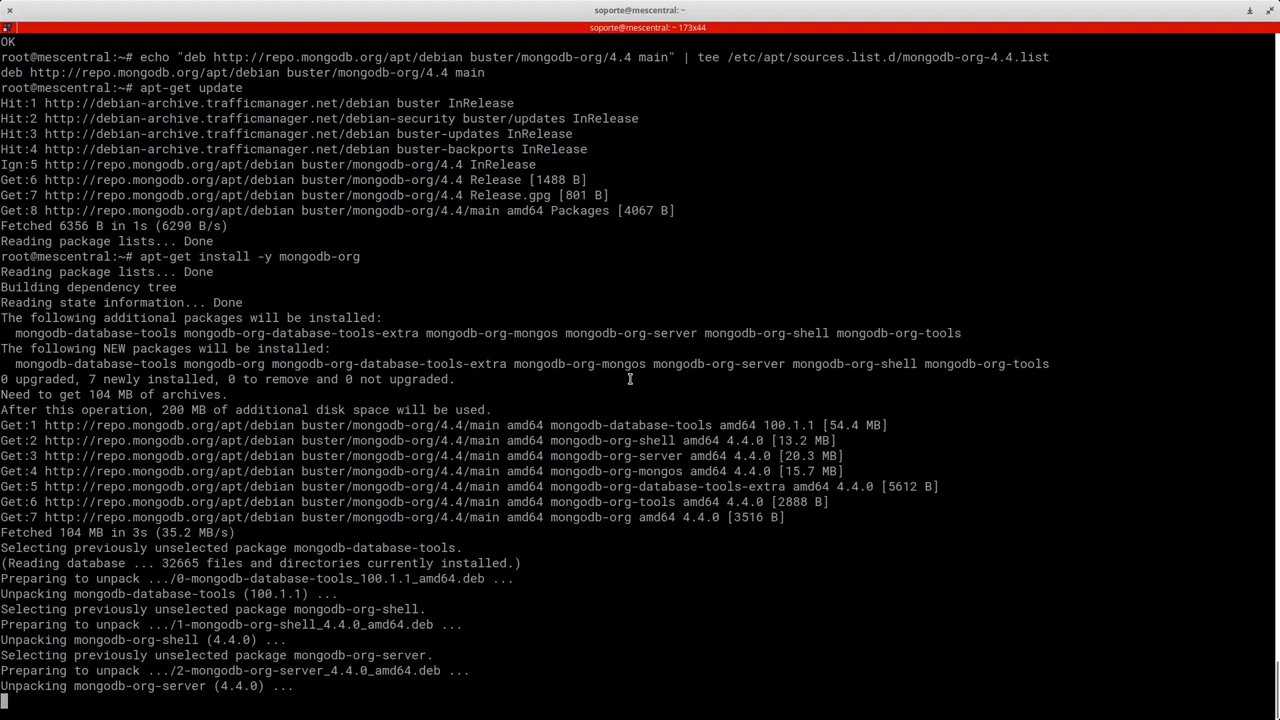 soporte@mescentral: ~
soporte@mescentral: ~ 173x44
OK
root@mescentral:~# echo "deb http://repo.mongodb.org/apt/debian buster/mongodb-org/4.4 main" | tee /etc/apt/sources.list.d/mongodb-org-4.4.list
deb http://repo.mongodb.org/apt/debian buster/mongodb-org/4.4 main
root@mescentral:~# apt-get update
Hit:1 http://debian-archive.trafficmanager.net/debian buster InRelease
Hit:2 http://debian-archive.trafficmanager.net/debian-security buster/updates InRelease
Hit:3 http://debian-archive.trafficmanager.net/debian buster-updates InRelease
Hit:4 http://debian-archive.trafficmanager.net/debian buster-backports InRelease
Ign:5 http://repo.mongodb.org/apt/debian buster/mongodb-org/4.4 InRelease
Get:6 http://repo.mongodb.org/apt/debian buster/mongodb-org/4.4 Release [1488 B]
Get:7 http://repo.mongodb.org/apt/debian buster/mongodb-org/4.4 Release.gpg [801 B]
Get:8 http://repo.mongodb.org/apt/debian buster/mongodb-org/4.4/main amd64 Packages [4067 B]
Fetched 6356 B in 1s (6290 B/s)
Reading package lists... Done
root@mescentral:~# apt-get install -y mongodb-org
Reading package lists... Done
Building dependency tree
Reading state information... Done
The following additional packages will be installed:
  mongodb-database-tools mongodb-org-database-tools-extra mongodb-org-mongos mongodb-org-server mongodb-org-shell mongodb-org-tools
The following NEW packages will be installed:
  mongodb-database-tools mongodb-org mongodb-org-database-tools-extra mongodb-org-mongos mongodb-org-server mongodb-org-shell mongodb-org-tools
0 upgraded, 7 newly installed, 0 to remove and 0 not upgraded.
Need to get 104 MB of archives.
After this operation, 200 MB of additional disk space will be used.
Get:1 http://repo.mongodb.org/apt/debian buster/mongodb-org/4.4/main amd64 mongodb-database-tools amd64 100.1.1 [54.4 MB]
Get:2 http://repo.mongodb.org/apt/debian buster/mongodb-org/4.4/main amd64 mongodb-org-shell amd64 4.4.0 [13.2 MB]
Get:3 http://repo.mongodb.org/apt/debian buster/mongodb-org/4.4/main amd64 mongodb-org-server amd64 4.4.0 [20.3 MB]
Get:4 http://repo.mongodb.org/apt/debian buster/mongodb-org/4.4/main amd64 mongodb-org-mongos amd64 4.4.0 [15.7 MB]
Get:5 http://repo.mongodb.org/apt/debian buster/mongodb-org/4.4/main amd64 mongodb-org-database-tools-extra amd64 4.4.0 [5612 B]
Get:6 http://repo.mongodb.org/apt/debian buster/mongodb-org/4.4/main amd64 mongodb-org-tools amd64 4.4.0 [2888 B]
Get:7 http://repo.mongodb.org/apt/debian buster/mongodb-org/4.4/main amd64 mongodb-org amd64 4.4.0 [3516 B]
Fetched 104 MB in 3s (35.2 MB/s)
Selecting previously unselected package mongodb-database-tools.
(Reading database ... 32665 files and directories currently installed.)
Preparing to unpack .../0-mongodb-database-tools_100.1.1_amd64.deb ...
Unpacking mongodb-database-tools (100.1.1) ...
Selecting previously unselected package mongodb-org-shell.
Preparing to unpack .../1-mongodb-org-shell_4.4.0_amd64.deb ...
Unpacking mongodb-org-shell (4.4.0) ...
Selecting previously unselected package mongodb-org-server.
Preparing to unpack .../2-mongodb-org-server_4.4.0_amd64.deb ...
Unpacking mongodb-org-server (4.4.0) ...